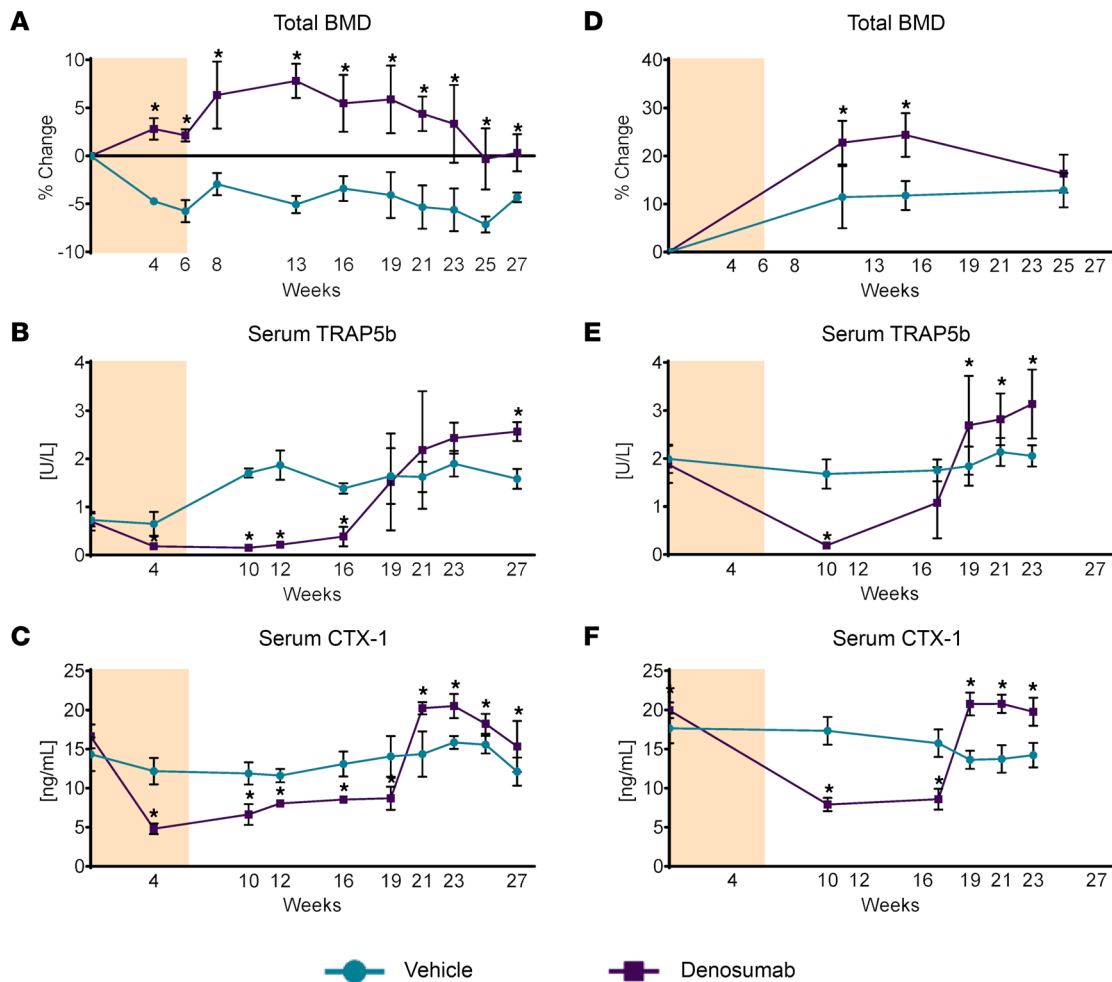 A
Total BMD
10
5
0
-5
-10
% Change
* * * * * * * * * *
4 6 8 13 16 19 21 23 25 27
Weeks
B
Serum TRAP5b
4
3
2
1
0
[U/L]
* * * * *
4 10 12 16 19 21 23 27
Weeks
C
Serum CTX-1
25
20
15
10
5
0
[ng/mL]
* * * * * * * * *
4 10 12 16 19 21 23 27
Weeks
D
Total BMD
40
30
20
10
0
% Change
* *
4 6 8 13 16 19 21 23 25 27
Weeks
E
Serum TRAP5b
4
3
2
1
0
[U/L]
* * * *
4 10 12 16 19 21 23 27
Weeks
F
Serum CTX-1
25
20
15
10
5
0
[ng/mL]
* * * * * *
4 10 12 16 19 21 23 27
Weeks
Vehicle Denosumab